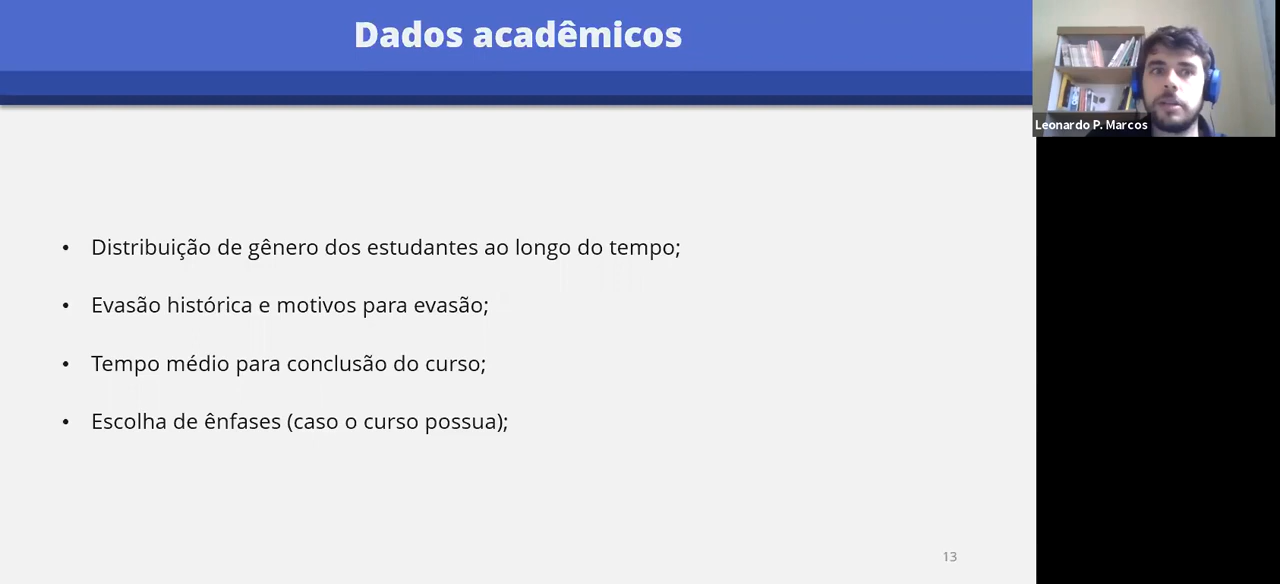 Dados acadêmicos
Leonardo P. Marcos
• Distribuição de gênero dos estudantes ao longo do tempo;
• Evasão histórica e motivos para evasão;
• Tempo médio para conclusão do curso;
• Escolha de ênfases (caso o curso possua);
13